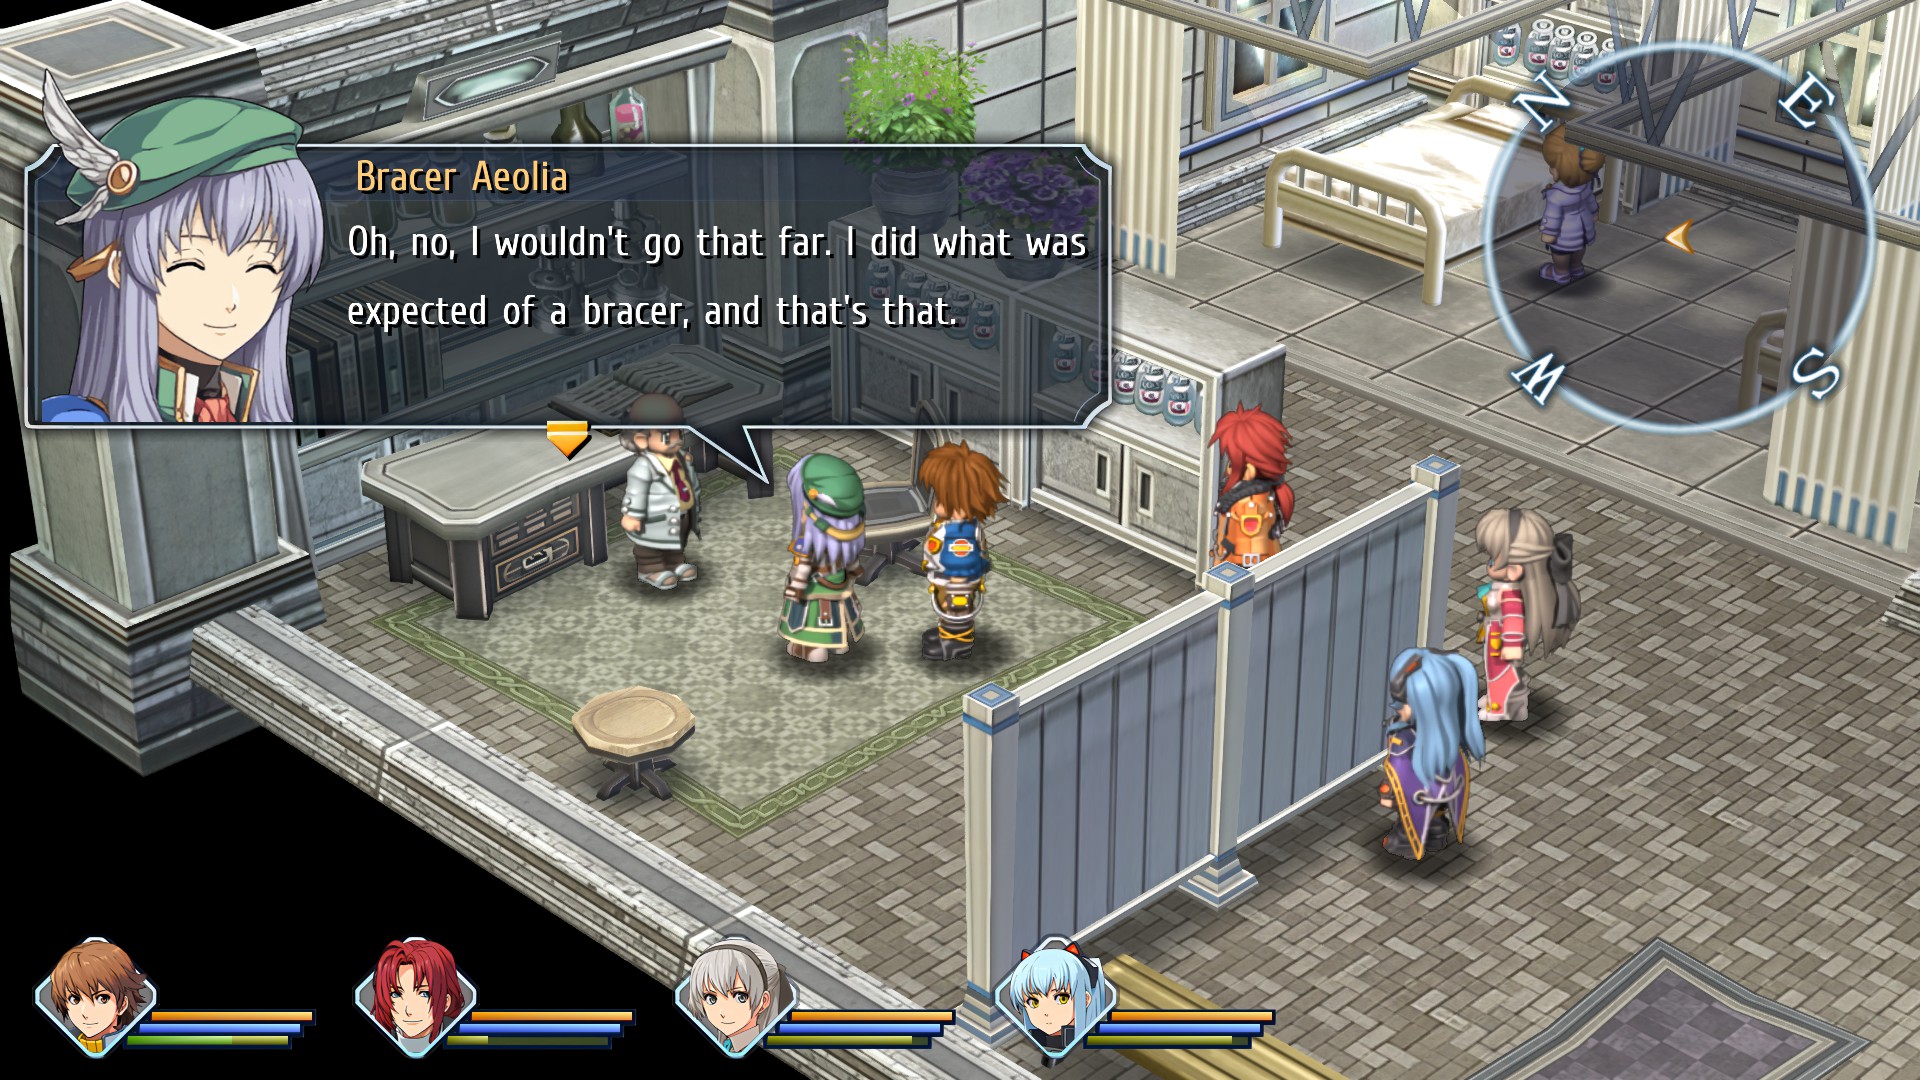 Bracer Aeolia
Oh, no, I wouldn't go that far. I did what was
expected of a bracer, and that's that.
N
E
W
S